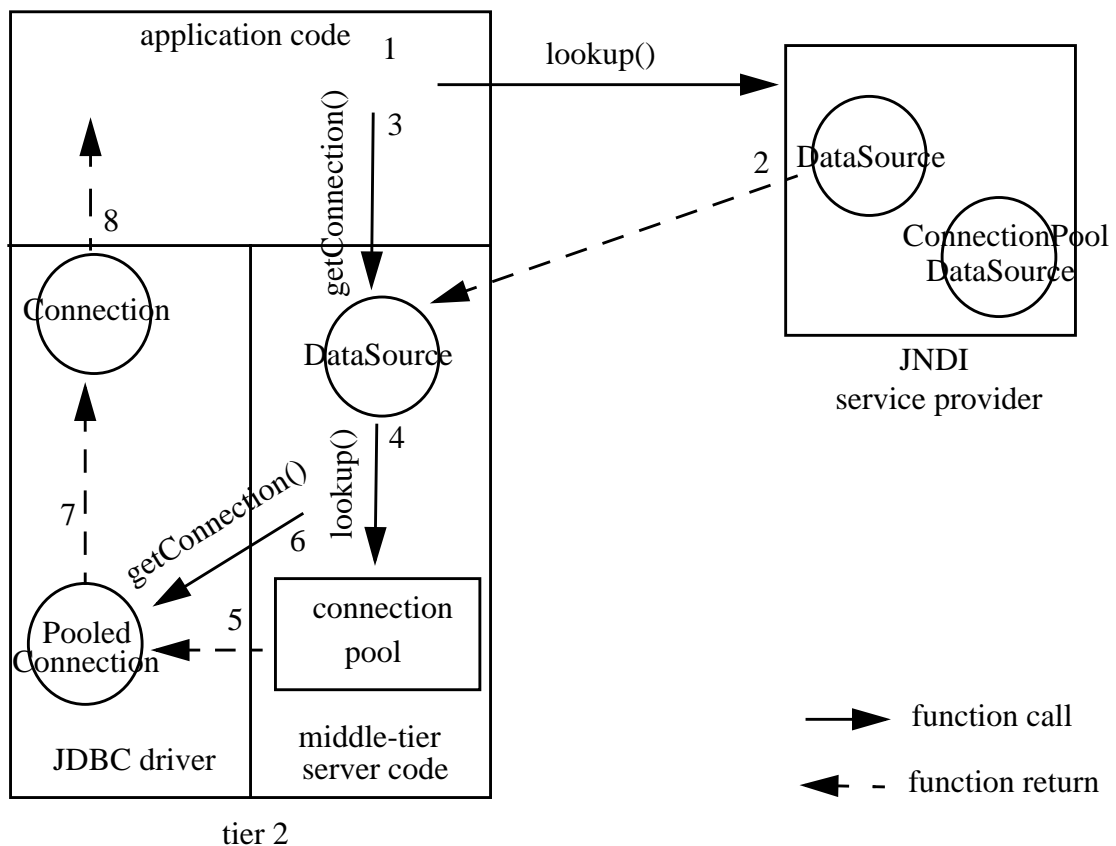 application code
1
lookup()
getConnection()
3
2
DataSource
8
ConnectionPool
DataSource
Connection
DataSource
JNDI
service provider
4
lookup()
getConnection()
7
6
5
connection
pool
Pooled
Connection
function call
middle-tier
server code
JDBC driver
function return
tier 2